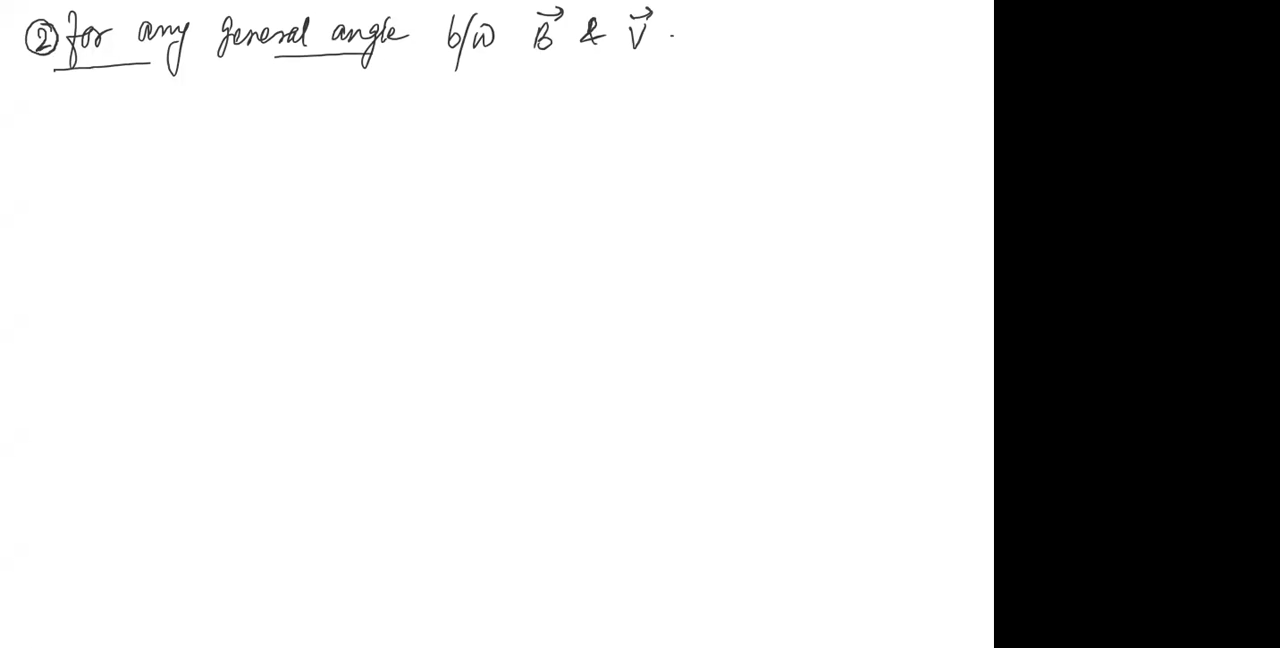 ② for any general angle b/w B⃗ & V⃗ .